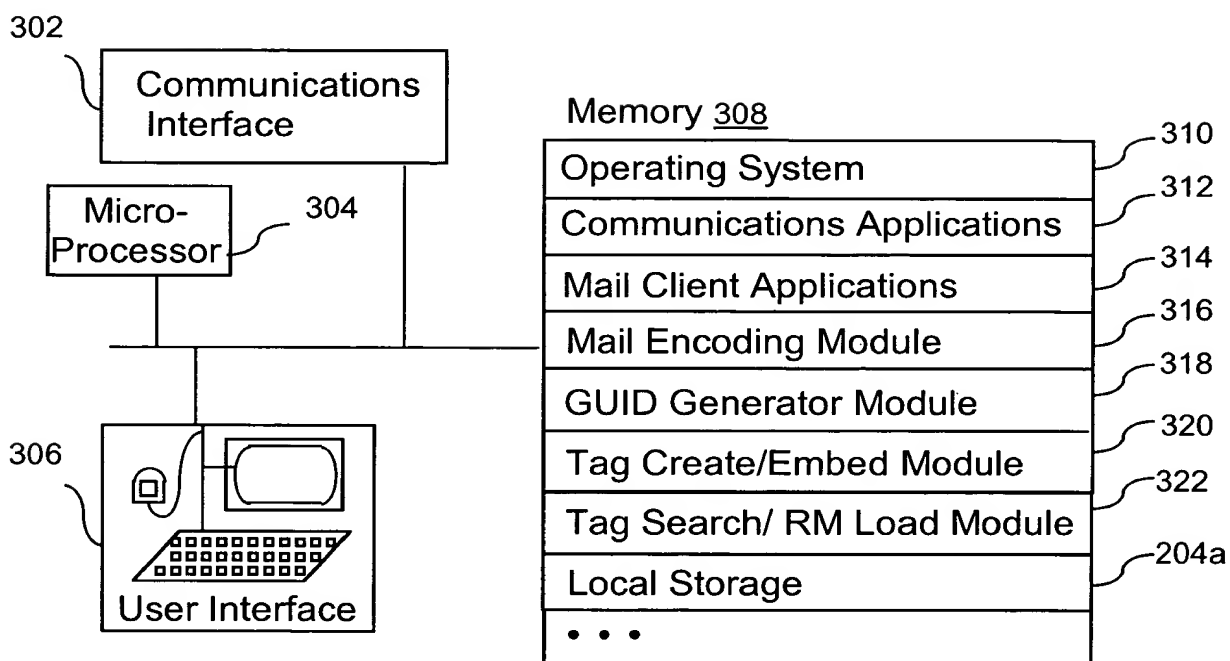 302
Communications
Interface
Micro-
Processor
304
306
User Interface
Memory 308
Operating System
310
Communications Applications
312
Mail Client Applications
314
Mail Encoding Module
316
GUID Generator Module
318
Tag Create/Embed Module
320
Tag Search/ RM Load Module
322
Local Storage
204a
• • •